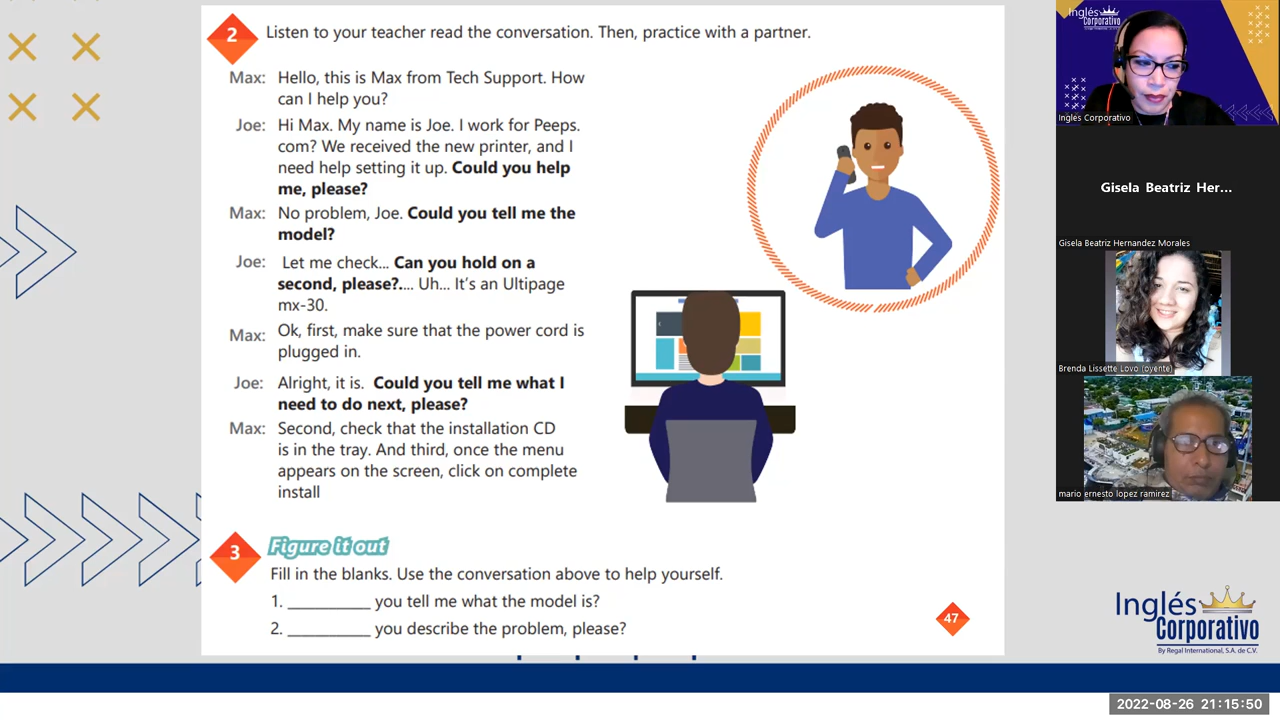 2
Listen to your teacher read the conversation. Then, practice with a partner.
Max: Hello, this is Max from Tech Support. How
can I help you?
Joe: Hi Max. My name is Joe. I work for Peeps.
com? We received the new printer, and I
need help setting it up. Could you help
me, please?
Max: No problem, Joe. Could you tell me the
model?
Joe: Let me check... Can you hold on a
second, please?.... Uh... It's an Ultipage
mx-30.
Max: Ok, first, make sure that the power cord is
plugged in.
Joe: Alright, it is. Could you tell me what I
need to do next, please?
Max: Second, check that the installation CD
is in the tray. And third, once the menu
appears on the screen, click on complete
install
3
Figure it out
Fill in the blanks. Use the conversation above to help yourself.
1. ___________ you tell me what the model is?
2. ___________ you describe the problem, please?
47
Inglés
Corporativo
Inglés Corporativo
Gisela Beatriz Her...
Gisela Beatriz Hernandez Morales
Brenda Lissette Lovo (oyente)
mario ernesto lopez ramirez
Inglés
Corporativo
By Regal International, S.A. de C.V.
2022-08-26 21:15:50